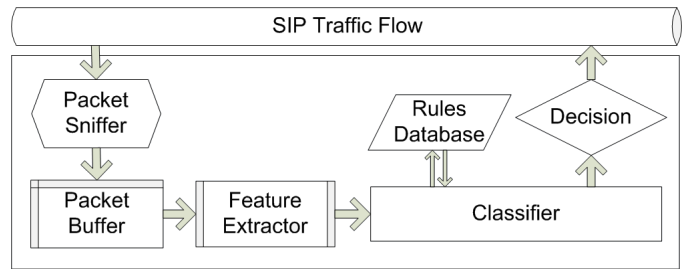 SIP Traffic Flow
Packet
Sniffer
Rules
Database
Decision
Packet
Buffer
Feature
Extractor
Classifier